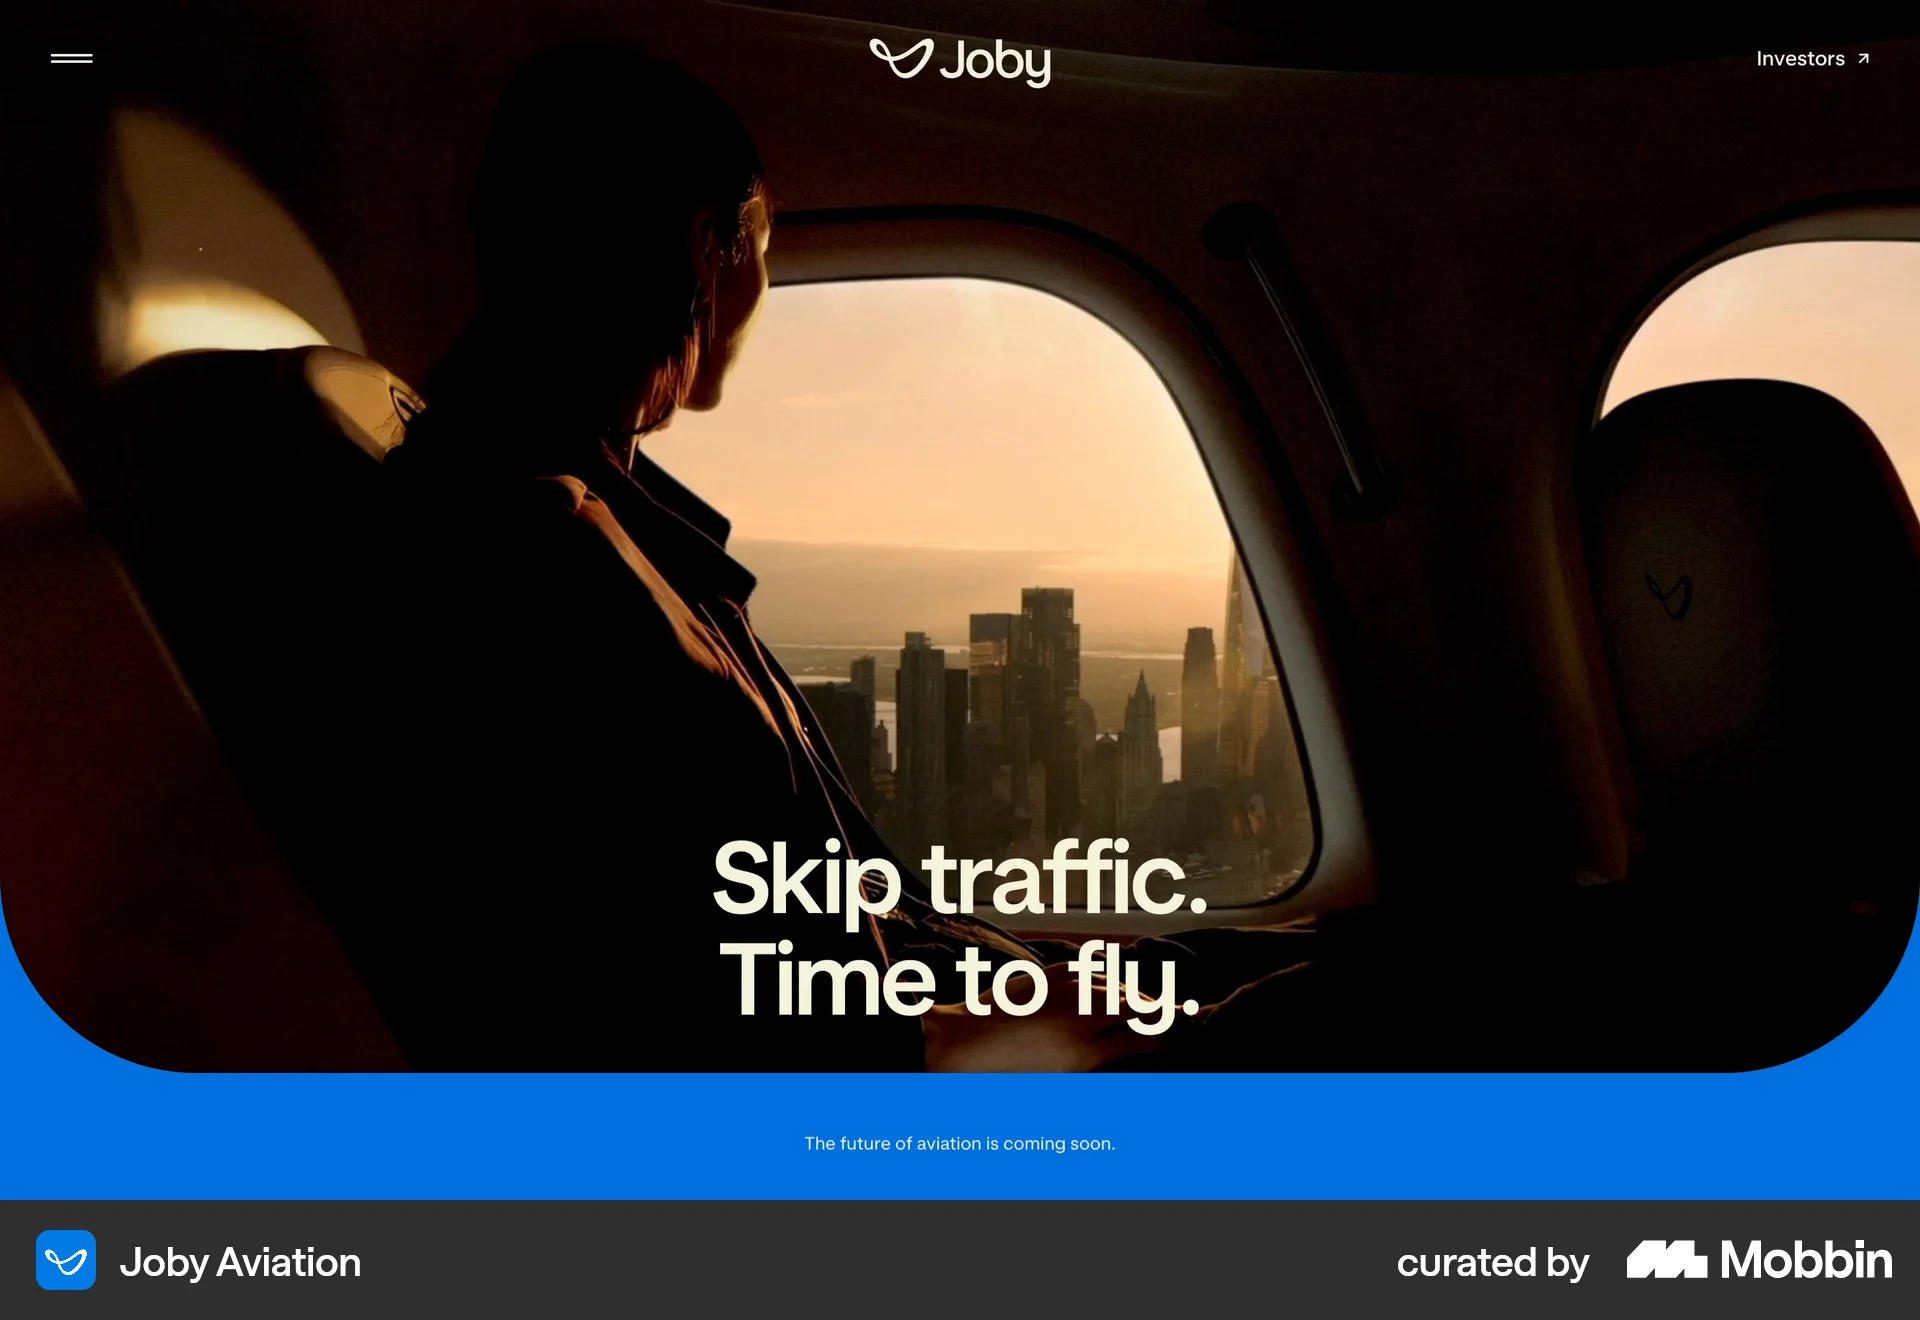 Joby
Investors ↗
Skip traffic.
Time to fly.
The future of aviation is coming soon.
Joby Aviation
curated by Mobbin